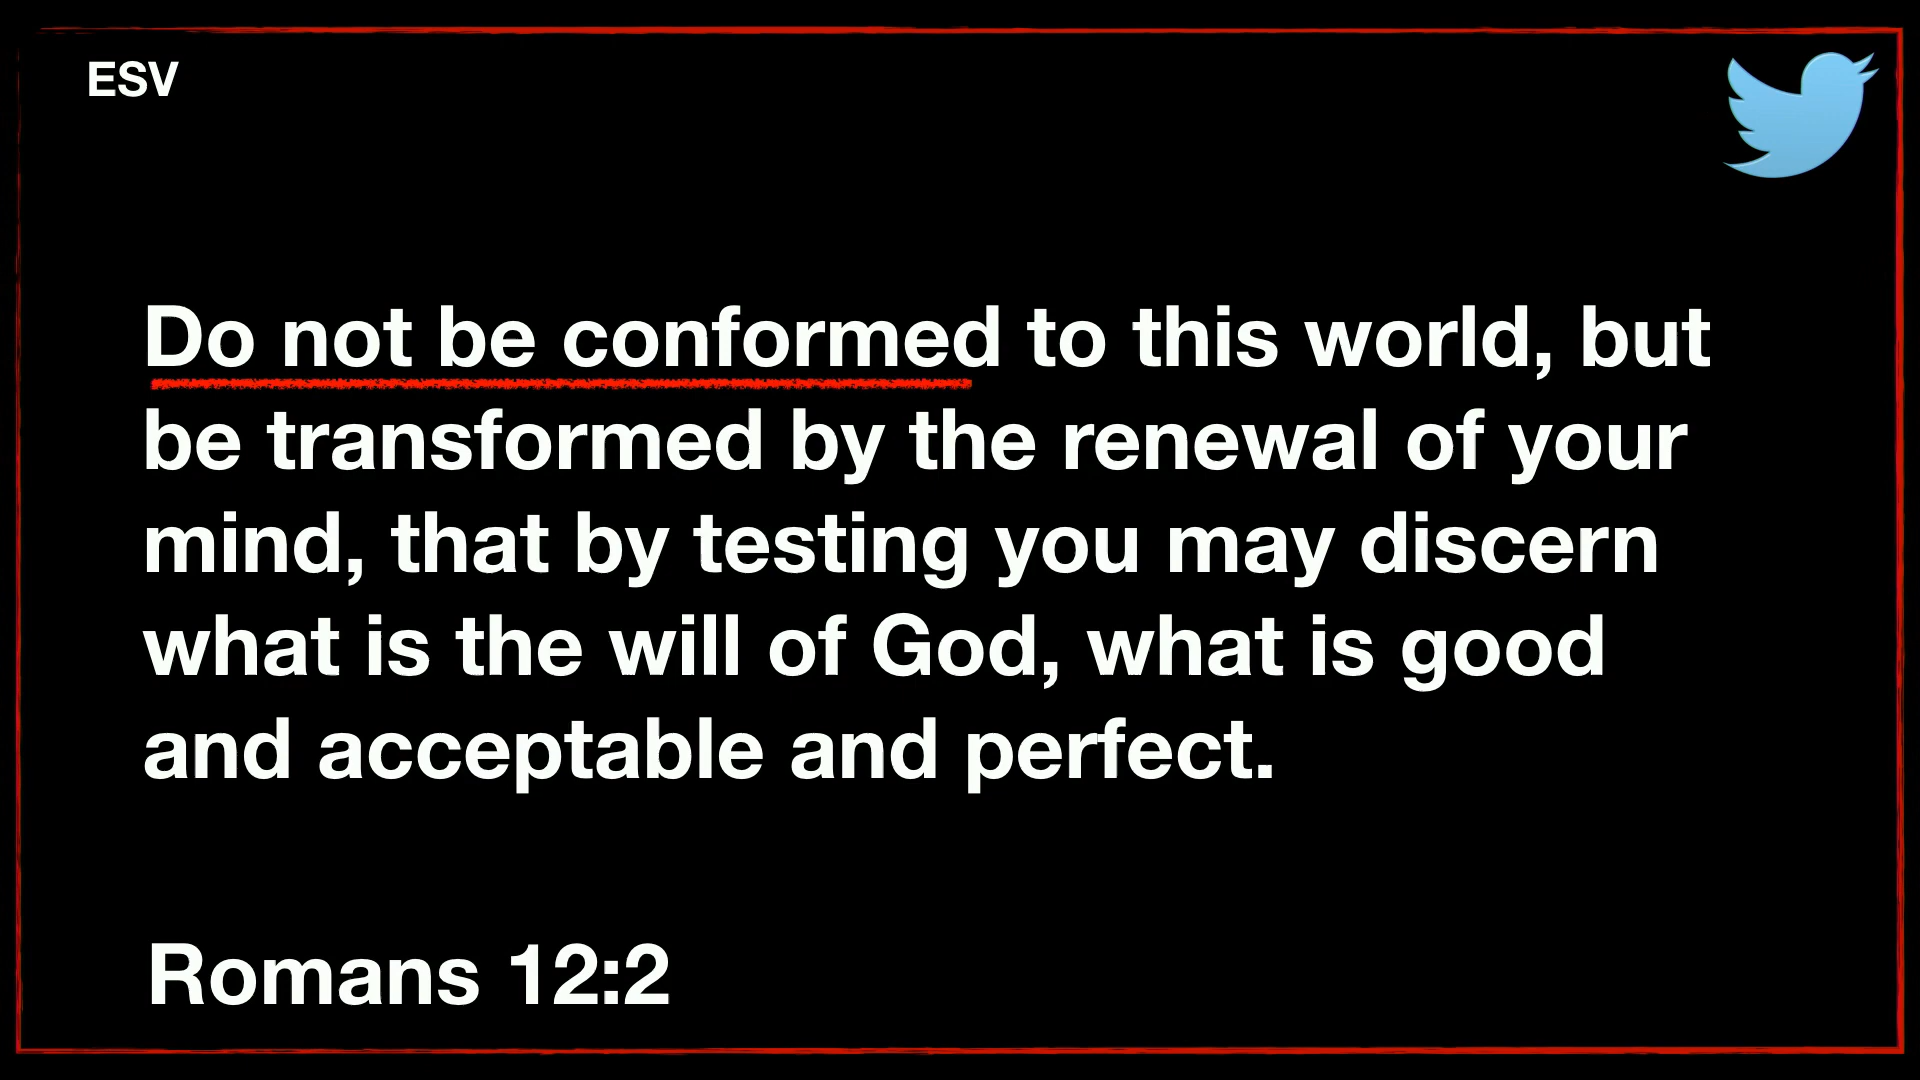 ESV
Do not be conformed to this world, but
be transformed by the renewal of your
mind, that by testing you may discern
what is the will of God, what is good
and acceptable and perfect.
Romans 12:2